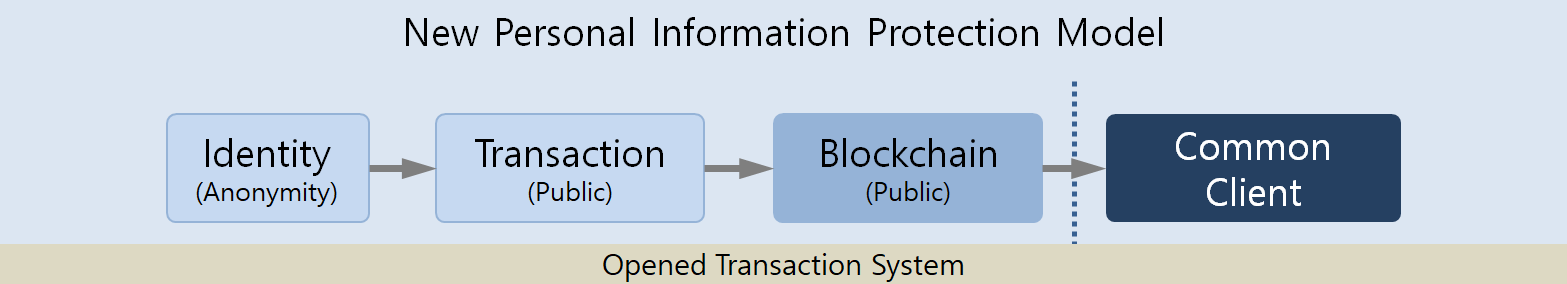 New Personal Information Protection Model
Identity
(Anonymity)
Transaction
(Public)
Blockchain
(Public)
Common
Client
Opened Transaction System